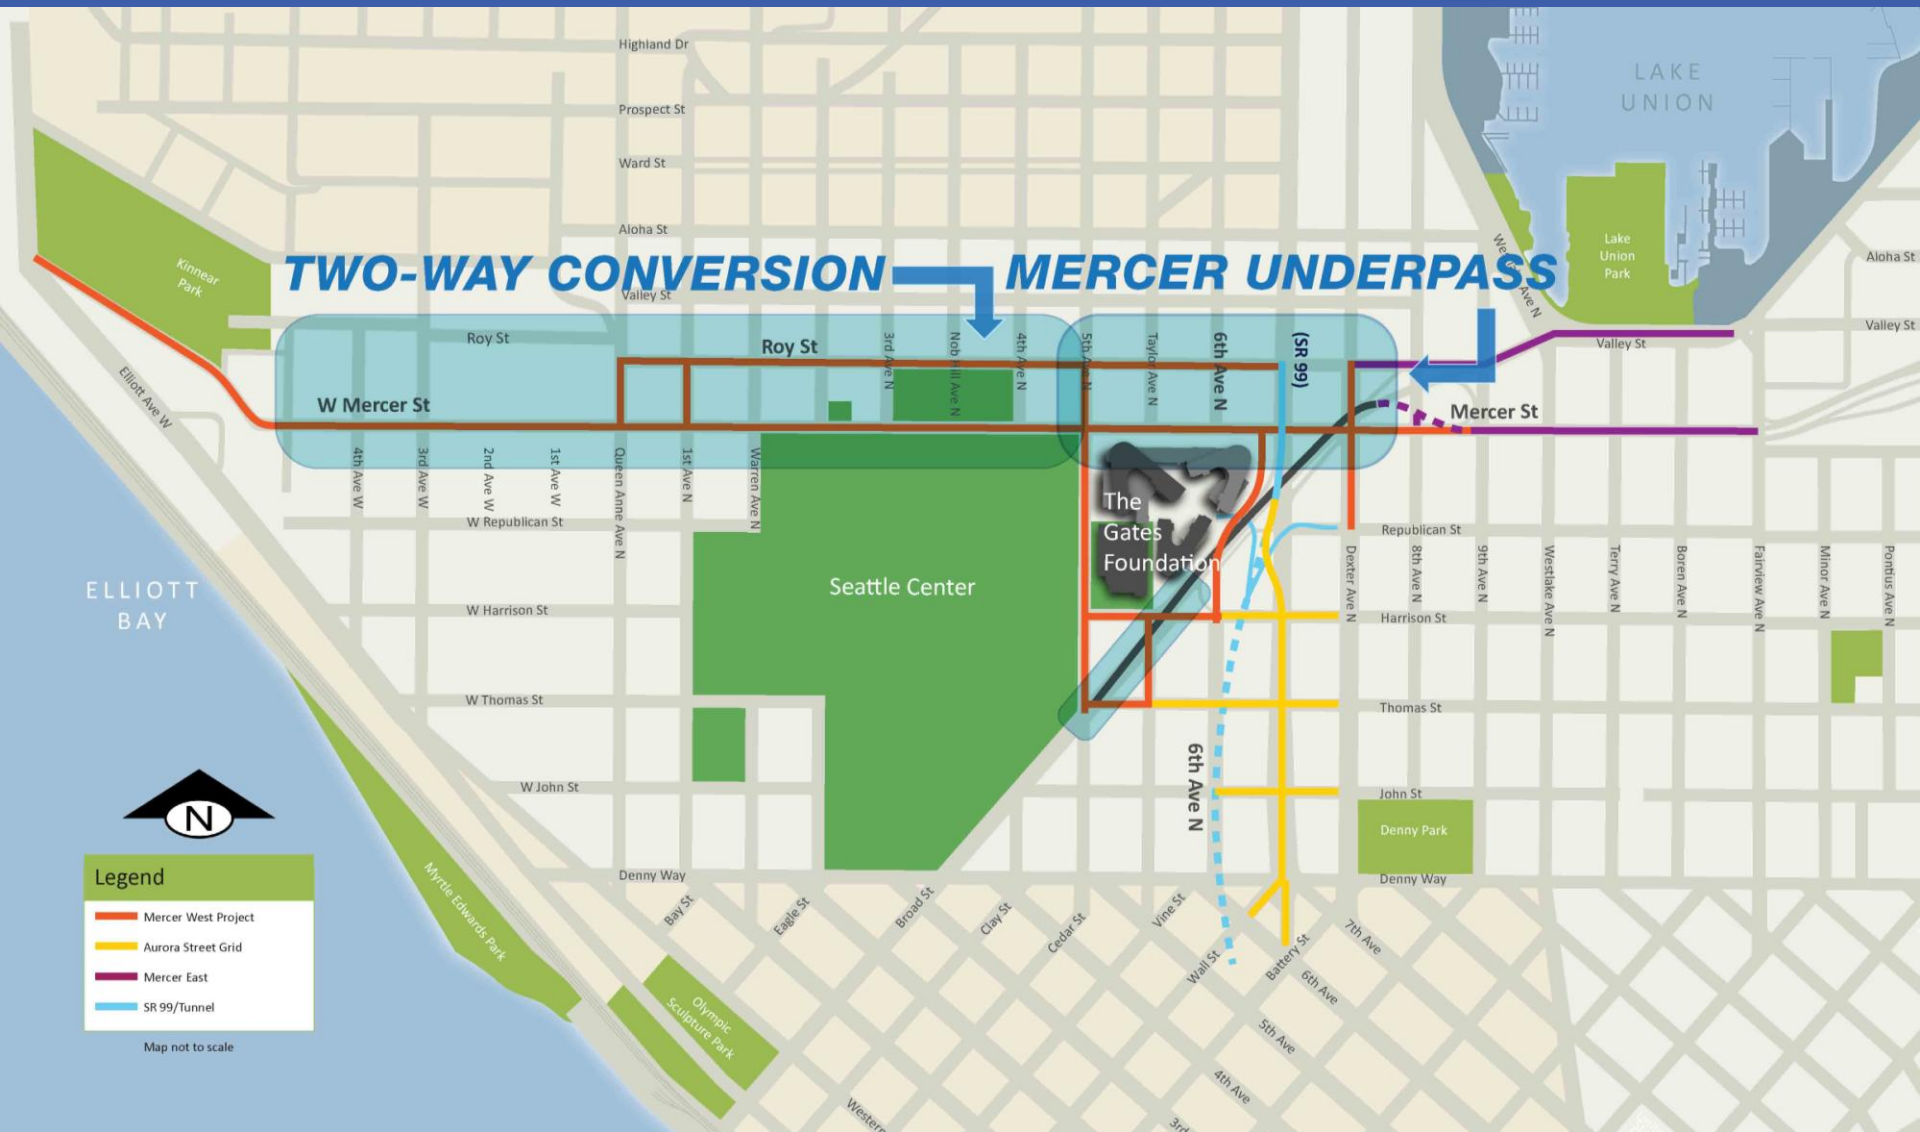 Highland Dr
Prospect St
Ward St
Aloha St
LAKE
UNION
Lake
Union
Park
Aloha St
Valley St
Kinnear
Park
TWO-WAY CONVERSION
MERCER UNDERPASS
Valley St
Valley St
Roy St
Roy St
3rd Ave N
Nob Hill Ave N
4th Ave N
5th Ave N
Taylor Ave N
6th Ave N
(SR 99)
W Mercer St
Mercer St
Elliott Ave W
4th Ave W
3rd Ave W
2nd Ave W
1st Ave W
Queen Anne Ave N
1st Ave N
Warren Ave N
W Republican St
Republican St
The
Gates
Foundation
Seattle Center
ELLIOTT
BAY
Dexter Ave N
8th Ave N
9th Ave N
Westlake Ave N
Terry Ave N
Boren Ave N
Fairview Ave N
Minor Ave N
Pontius Ave N
W Harrison St
Harrison St
W Thomas St
Thomas St
6th Ave N
W John St
John St
Denny Park
Denny Way
Denny Way
N
Legend
Mercer West Project
Aurora Street Grid
Mercer East
SR 99/Tunnel
Map not to scale
Myrtle Edwards Park
Bay St
Eagle St
Broad St
Clay St
Cedar St
Vine St
Wall St
Battery St
7th Ave
6th Ave
5th Ave
4th Ave
3rd
Western
Olympic
Sculpture Park